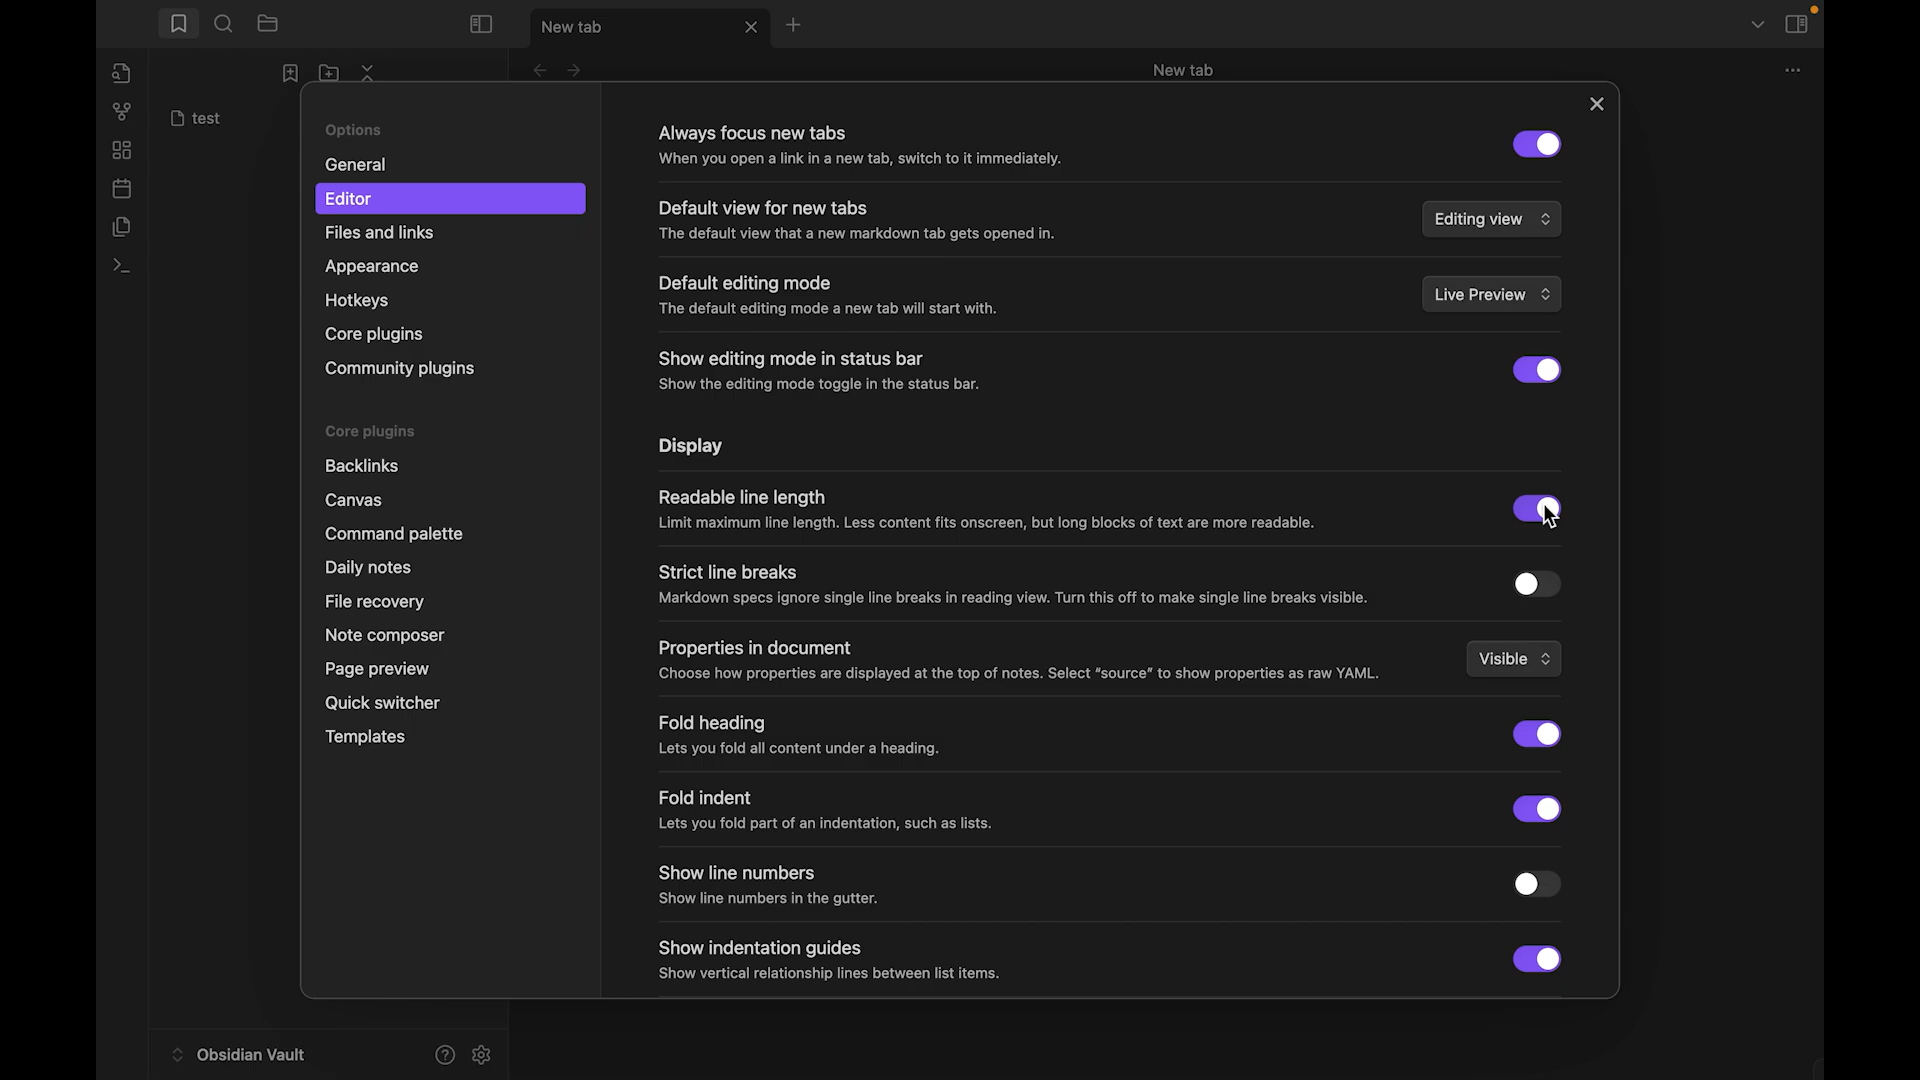 New tab
New tab
test
Options
General
Editor
Files and links
Appearance
Hotkeys
Core plugins
Community plugins
Core plugins
Backlinks
Canvas
Command palette
Daily notes
File recovery
Note composer
Page preview
Quick switcher
Templates
Always focus new tabs
When you open a link in a new tab, switch to it immediately.
Default view for new tabs
The default view that a new markdown tab gets opened in.
Editing view
Default editing mode
The default editing mode a new tab will start with.
Live Preview
Show editing mode in status bar
Show the editing mode toggle in the status bar.
Display
Readable line length
Limit maximum line length. Less content fits onscreen, but long blocks of text are more readable.
Strict line breaks
Markdown specs ignore single line breaks in reading view. Turn this off to make single line breaks visible.
Properties in document
Choose how properties are displayed at the top of notes. Select “source” to show properties as raw YAML.
Visible
Fold heading
Lets you fold all content under a heading.
Fold indent
Lets you fold part of an indentation, such as lists.
Show line numbers
Show line numbers in the gutter.
Show indentation guides
Show vertical relationship lines between list items.
Obsidian Vault